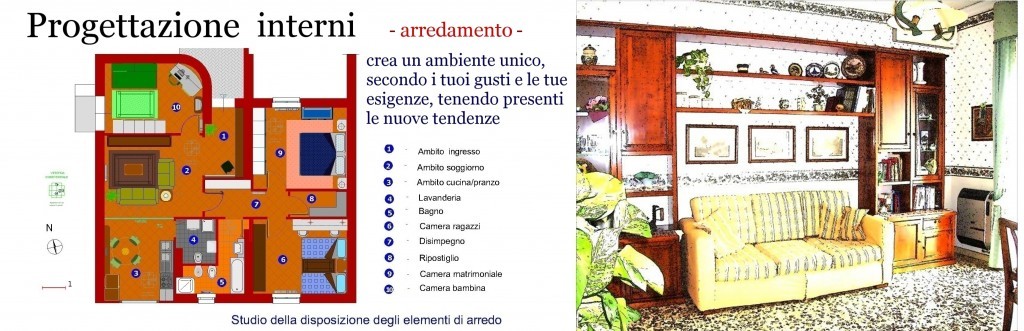 Progettazione interni
- arredamento -
crea un ambiente unico,
secondo i tuoi gusti e le tue
esigenze, tenendo presenti
le nuove tendenze
1 - Ambito ingresso
2 - Ambito soggiorno
3 - Ambito cucina/pranzo
4 - Lavanderia
5 - Bagno
6 - Camera ragazzi
7 - Disimpegno
8 - Ripostiglio
9 - Camera matrimoniale
10 - Camera bambina
10
1
9
2
8
7
N
4
3
6
5
1
Studio della disposizione degli elementi di arredo